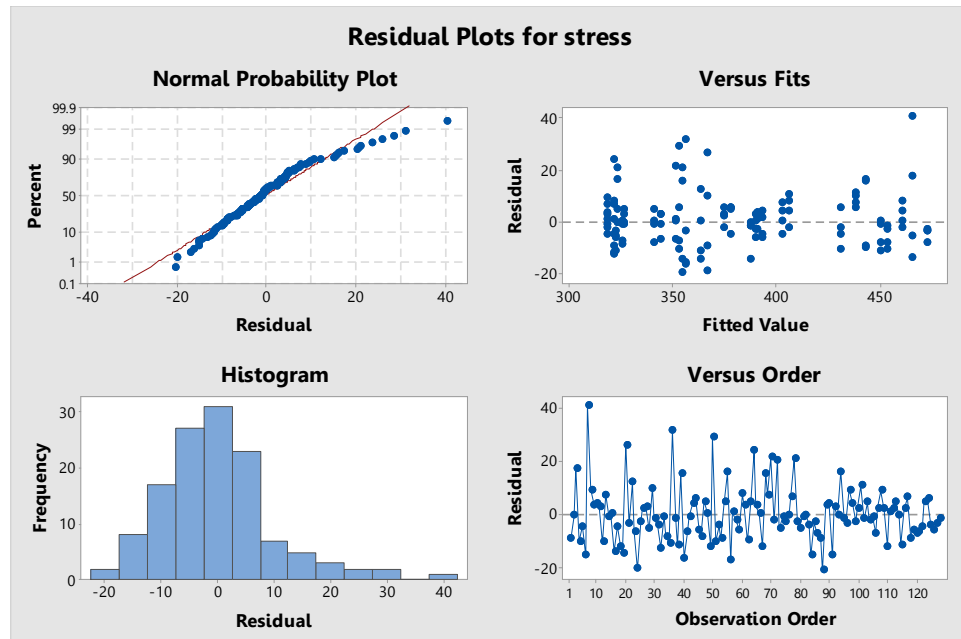 Residual Plots for stress
Normal Probability Plot
99.9
99
90
50
10
1
0.1
Percent
-40 -20 0 20 40
Residual
Versus Fits
40
20
0
-20
Residual
300 350 400 450
Fitted Value
Histogram
30
20
10
0
Frequency
-20 -10 0 10 20 30 40
Residual
Versus Order
40
20
0
-20
Residual
1 10 20 30 40 50 60 70 80 90 100 110 120
Observation Order